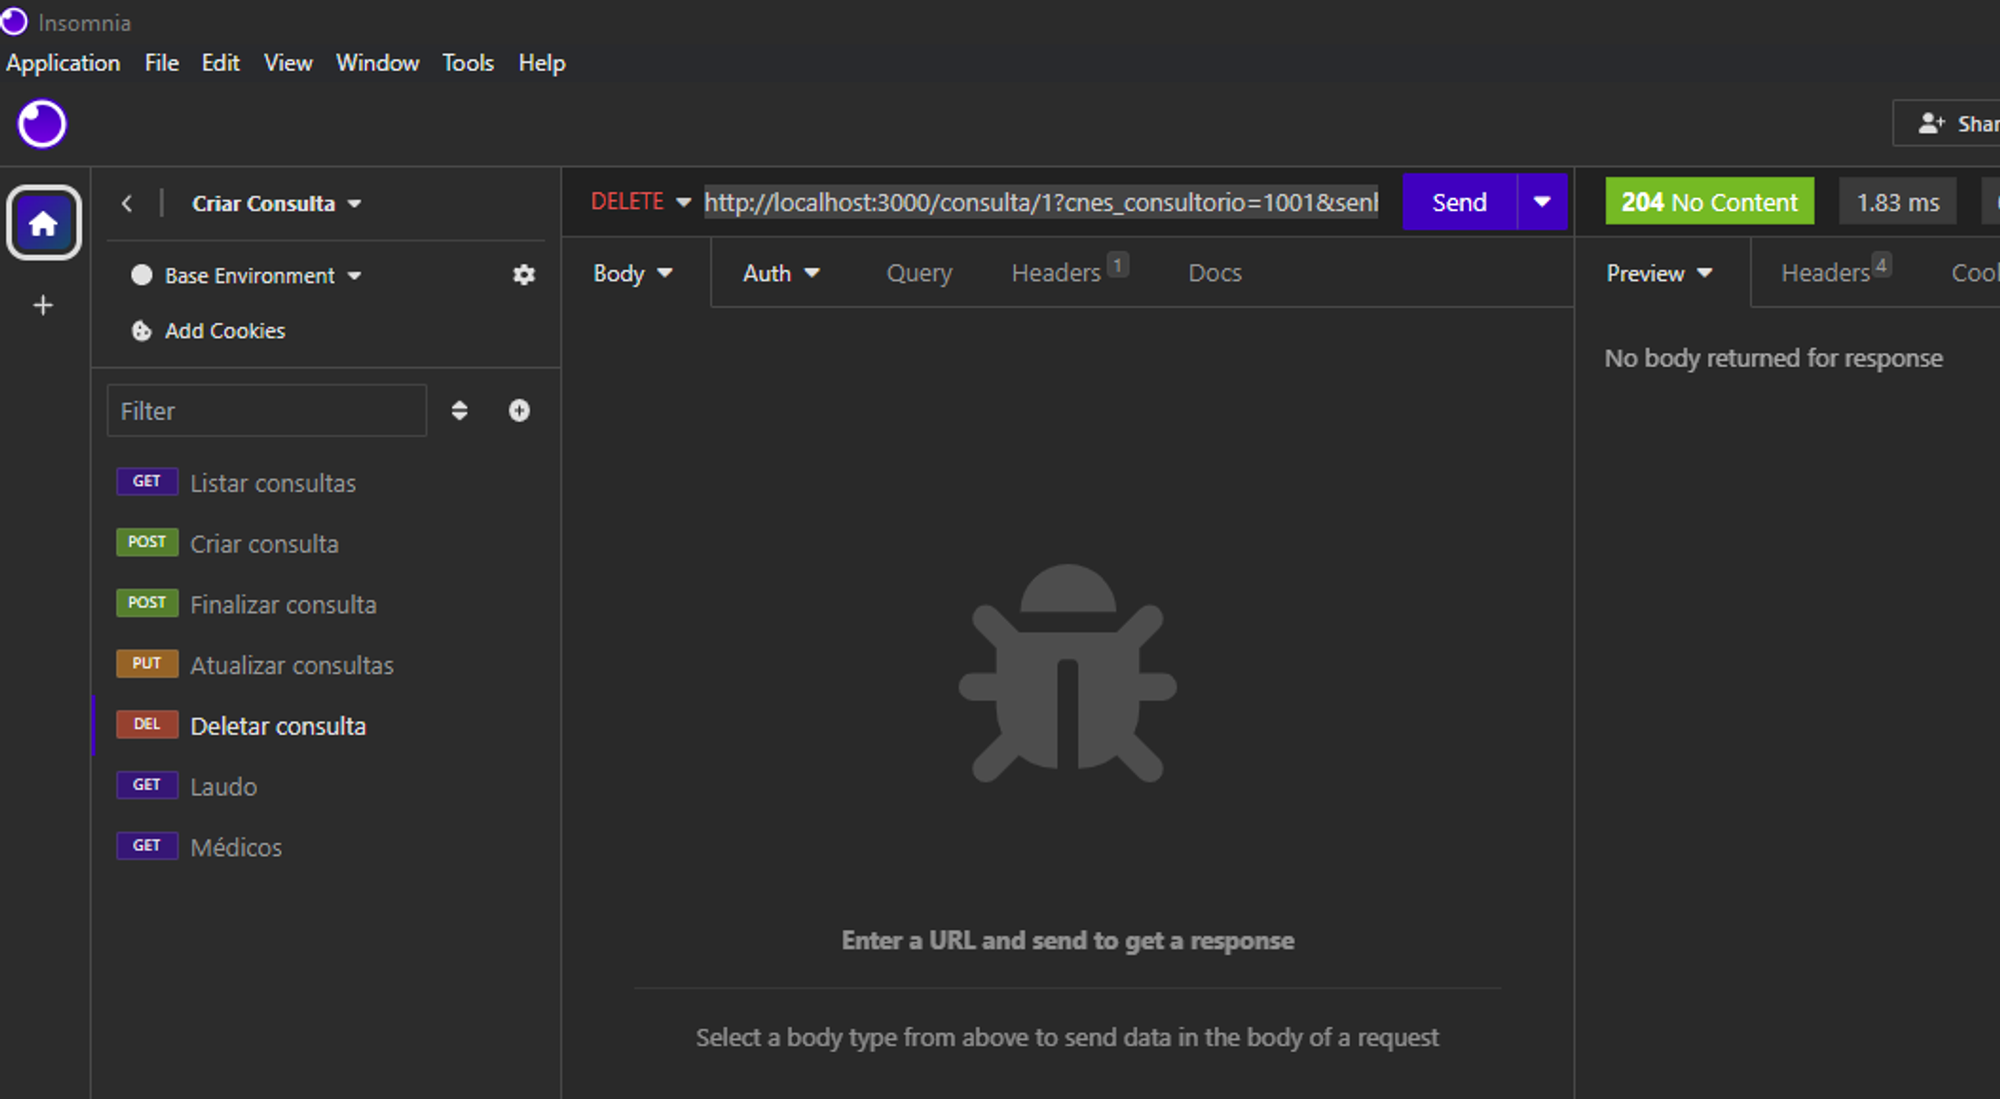 Insomnia
Application File Edit View Window Tools Help
Criar Consulta
Base Environment
Add Cookies
Filter
GET Listar consultas
POST Criar consulta
POST Finalizar consulta
PUT Atualizar consultas
DEL Deletar consulta
GET Laudo
GET Médicos
DELETE http://localhost:3000/consulta/1?cnes_consultorio=1001&senl Send
Body Auth Query Headers 1 Docs
Enter a URL and send to get a response
Select a body type from above to send data in the body of a request
Shar
204 No Content 1.83 ms
Preview Headers 4 Cool
No body returned for response